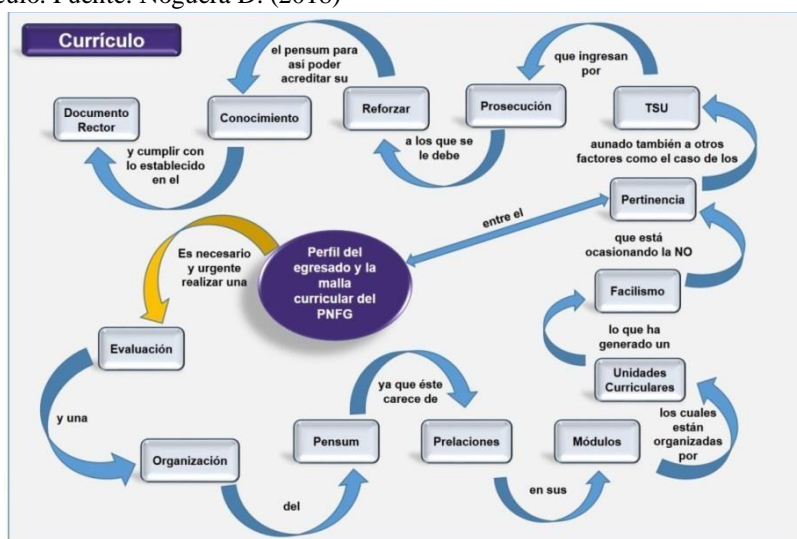 culo. Fuente: Noguera D. (2018)
Currículo
Perfil del
egresado y la
malla
curricular del
PNFG
Es necesario
y urgente
realizar una
Evaluación
y una
Organización
del
Pensum
ya que éste
carece de
Prelaciones
en sus
Módulos
los cuales
están
organizadas
por
Unidades
Curriculares
lo que ha
generado un
Facilismo
que está
ocasionando la NO
Pertinencia
entre el
aunado también a otros
factores como el caso de los
TSU
que ingresan
por
Prosecución
a los que se
le debe
Reforzar
el pensum para
así poder
acreditar su
Conocimiento
y cumplir con
lo establecido
en el
Documento
Rector